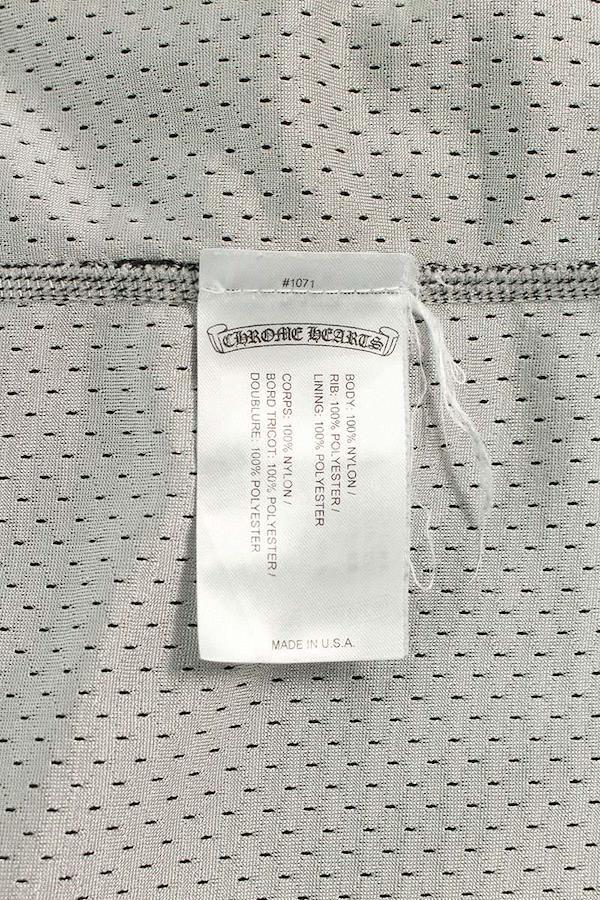 #1071
CHROME HEARTS
BODY: 100% NYLON /
RIB: 100% POLYESTER /
LINING: 100% POLYESTER
CORPS: 100% NYLON /
BORD TRICOT: 100% POLYESTER /
DOUBLURE: 100% POLYESTER
MADE IN U.S.A.